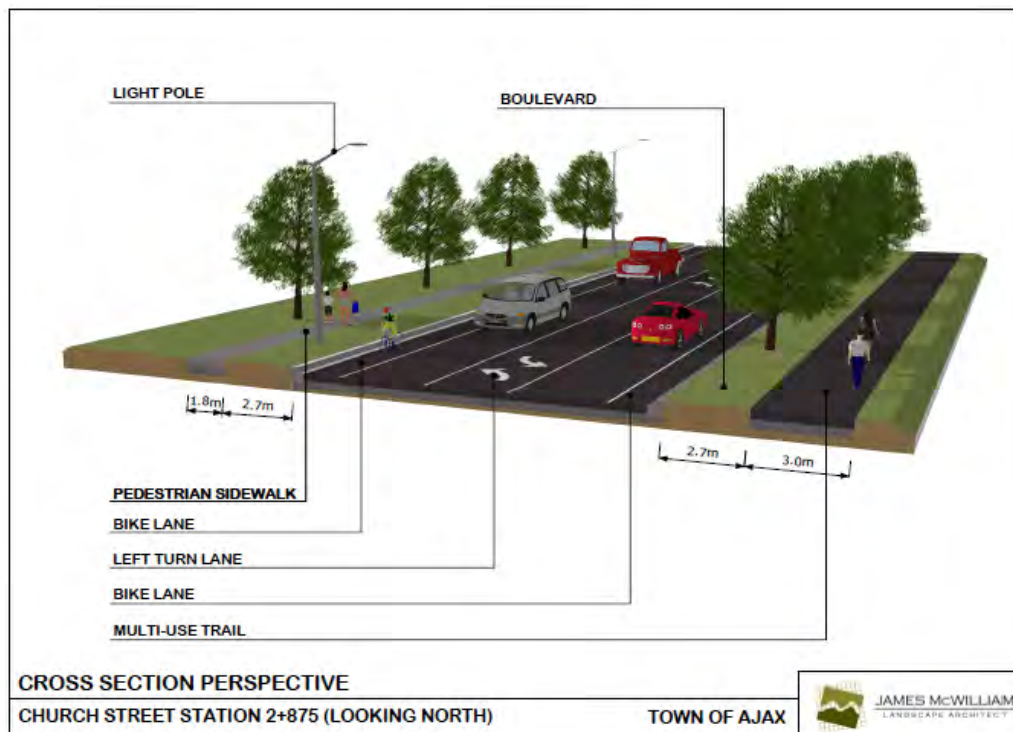 LIGHT POLE
BOULEVARD
1.8m
2.7m
2.7m
3.0m
PEDESTRIAN SIDEWALK
BIKE LANE
LEFT TURN LANE
BIKE LANE
MULTI-USE TRAIL
CROSS SECTION PERSPECTIVE
CHURCH STREET STATION 2+875 (LOOKING NORTH)
TOWN OF AJAX
JAMES McWILLIAM
LANDSCAPE ARCHITECT